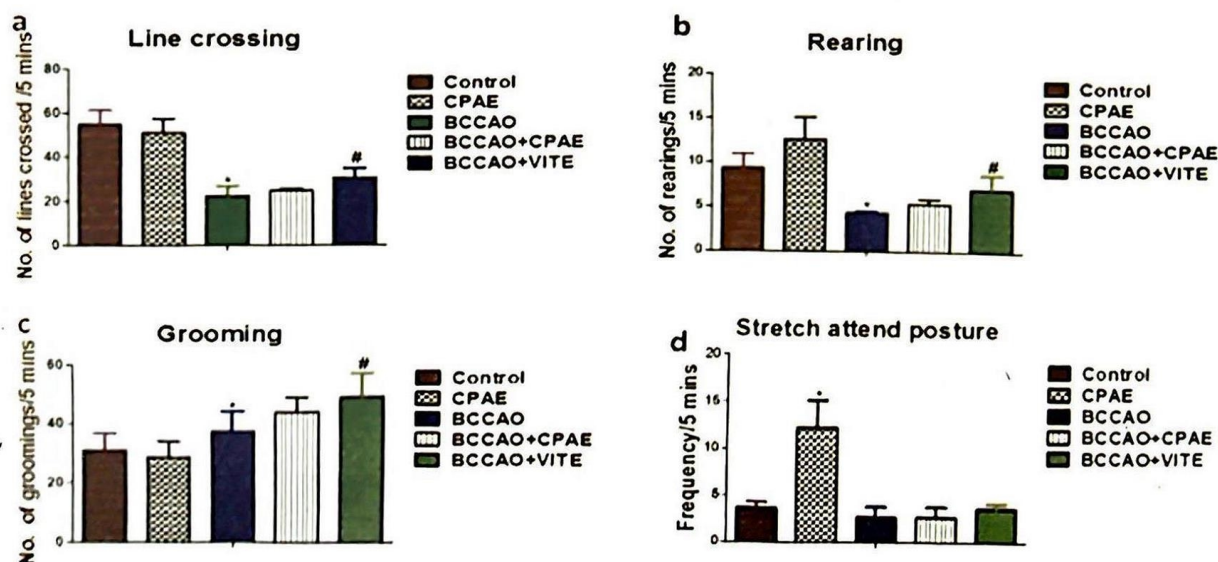 a
Line crossing
No. of lines crossed /5 mins
80
60
40
20
0
*
#
Control
CPAE
BCCAO
BCCAO+CPAE
BCCAO+VITE
b
Rearing
No. of rearings/5 mins
20
15
10
5
0
*
#
Control
CPAE
BCCAO
BCCAO+CPAE
BCCAO+VITE
c
Grooming
No. of groomings/5 mins
60
40
20
0
*
#
Control
CPAE
BCCAO
BCCAO+CPAE
BCCAO+VITE
d
Stretch attend posture
Frequency/5 mins
20
15
10
5
0
*
Control
CPAE
BCCAO
BCCAO+CPAE
BCCAO+VITE